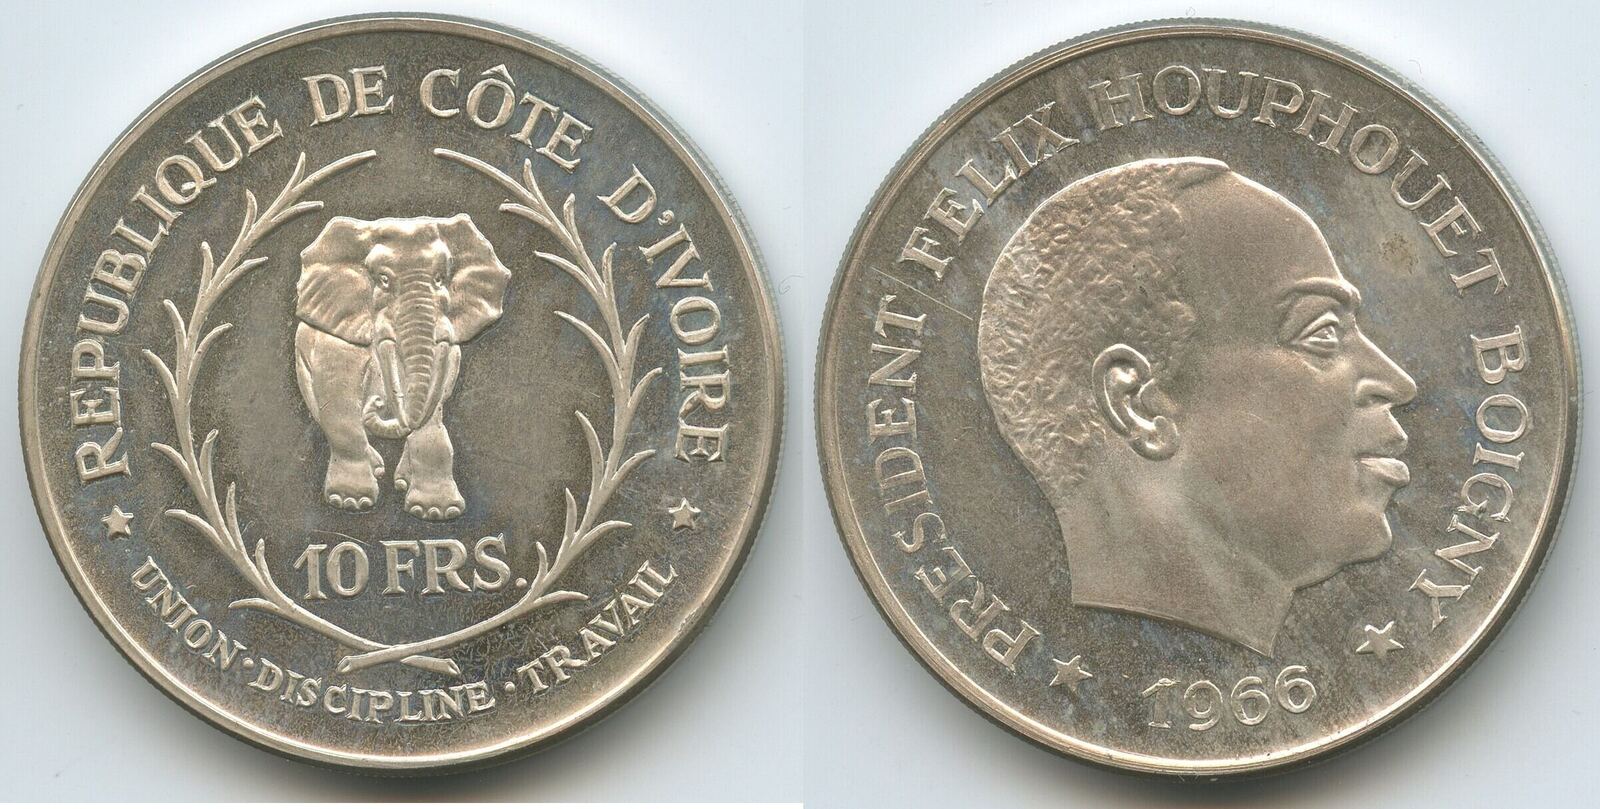 REPUBLIQUE DE CÔTE D'IVOIRE
10 FRS.
UNION · DISCIPLINE · TRAVAIL
PRESIDENT FELIX HOUPHOUET BOIGNY
1966